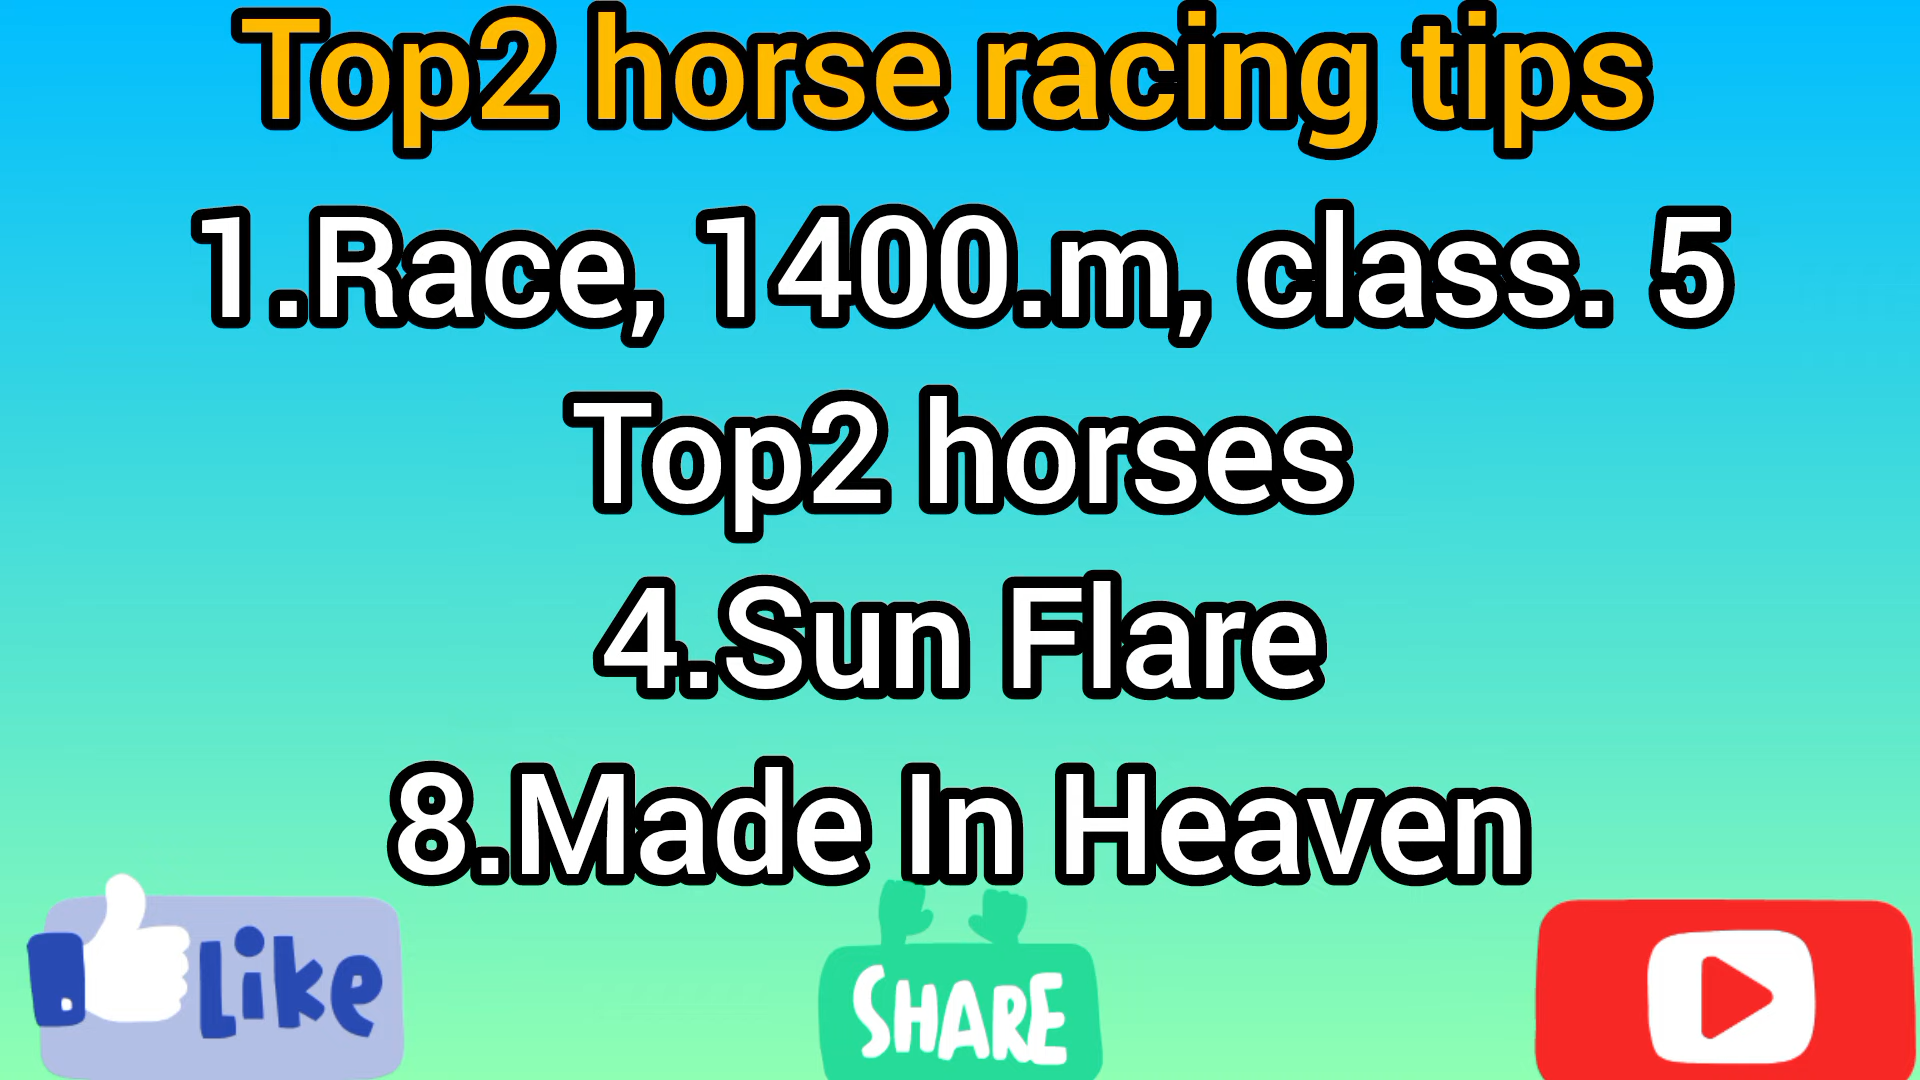 Top2 horse racing tips
1.Race, 1400.m, class. 5
Top2 horses
4.Sun Flare
8.Made In Heaven
Like
SHARE